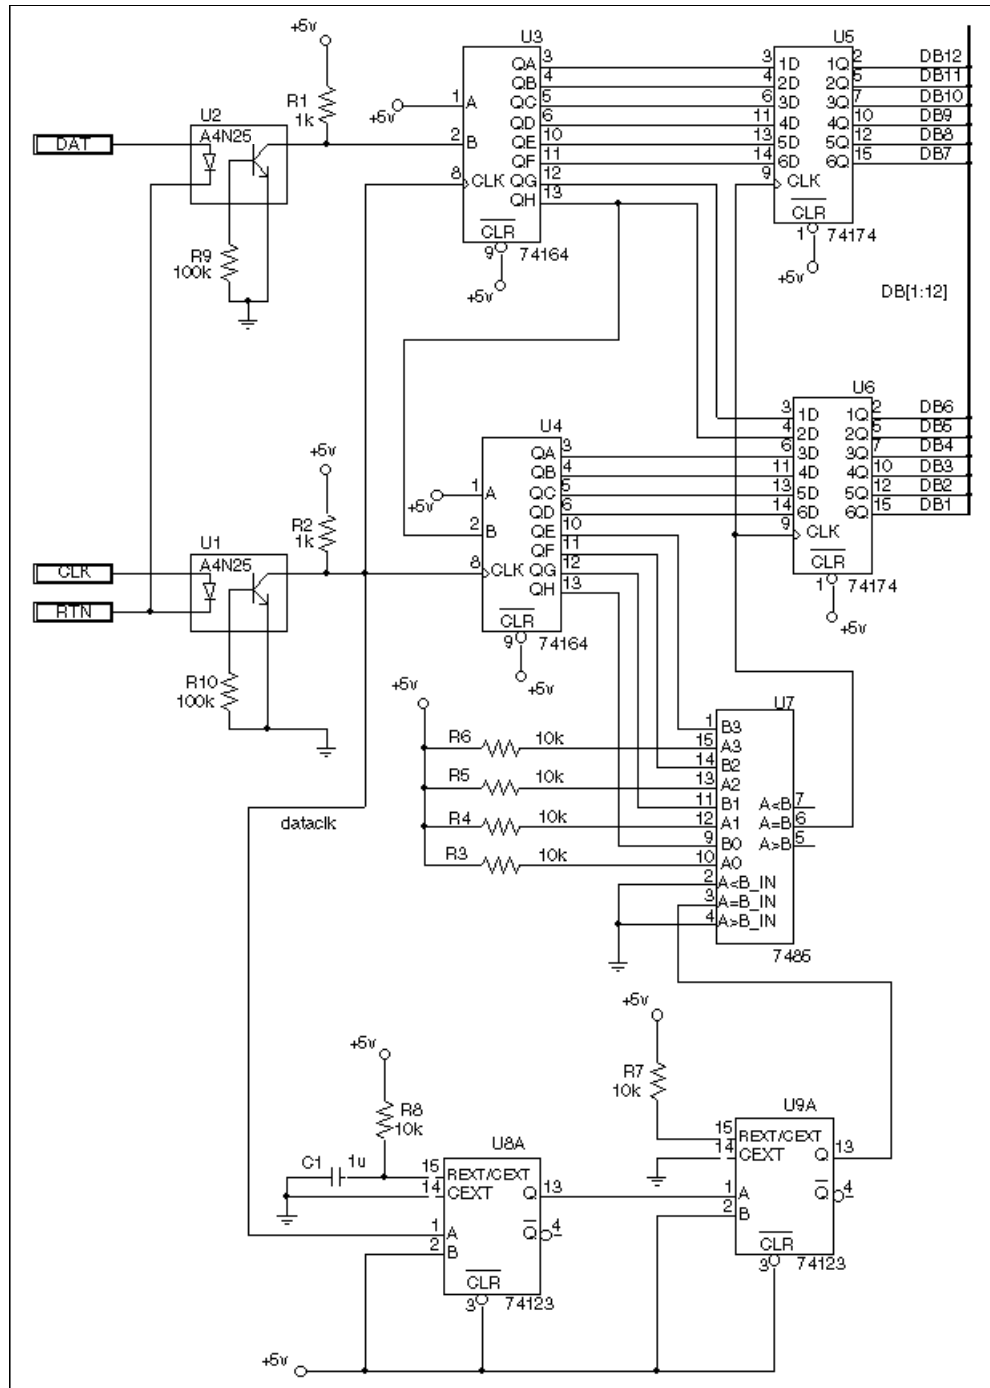 +5v
U3
U5
R1
1k
U2
A4N25
DAT
+5v
1 A
2 B
8 CLK
QA 3
QB 4
QC 5
QD 6
QE 10
QF 11
QG 12
QH 13
CLR
9
74164
+5v
3 1D 1Q 2 DB12
4 2D 2Q 5 DB11
6 3D 3Q 7 DB10
11 4D 4Q 10 DB9
13 5D 5Q 12 DB8
14 6D 6Q 15 DB7
9 CLK
CLR
1
74174
+5v
R9
100k
DB[1:12]
U6
3 1D 1Q 2 DB6
4 2D 2Q 5 DB5
6 3D 3Q 7 DB4
11 4D 4Q 10 DB3
13 5D 5Q 12 DB2
14 6D 6Q 15 DB1
9 CLK
CLR
1
74174
+5v
U4
+5v
1 A
2 B
8 CLK
QA 3
QB 4
QC 5
QD 6
QE 10
QF 11
QG 12
QH 13
CLR
9
74164
+5v
+5v
R2
1k
U1
A4N25
CLK
RTN
R10
100k
+5v
R6 10k
R5 10k
R4 10k
R3 10k
U7
1 B3
15 A3
14 B2
13 A2
11 B1
12 A1
9 B0
10 A0
2 A<B_IN
3 A=B_IN
4 A>B_IN
A<B 7
A=B 6
A>B 5
7485
dataclk
+5v
R7
10k
+5v
R8
10k
C1 1u
U8A
15 REXT/CEXT
14 CEXT Q 13
1 A Q 4
2 B
CLR
3
74123
U9A
15 REXT/CEXT
14 CEXT Q 13
1 A Q 4
2 B
CLR
3
74123
+5v